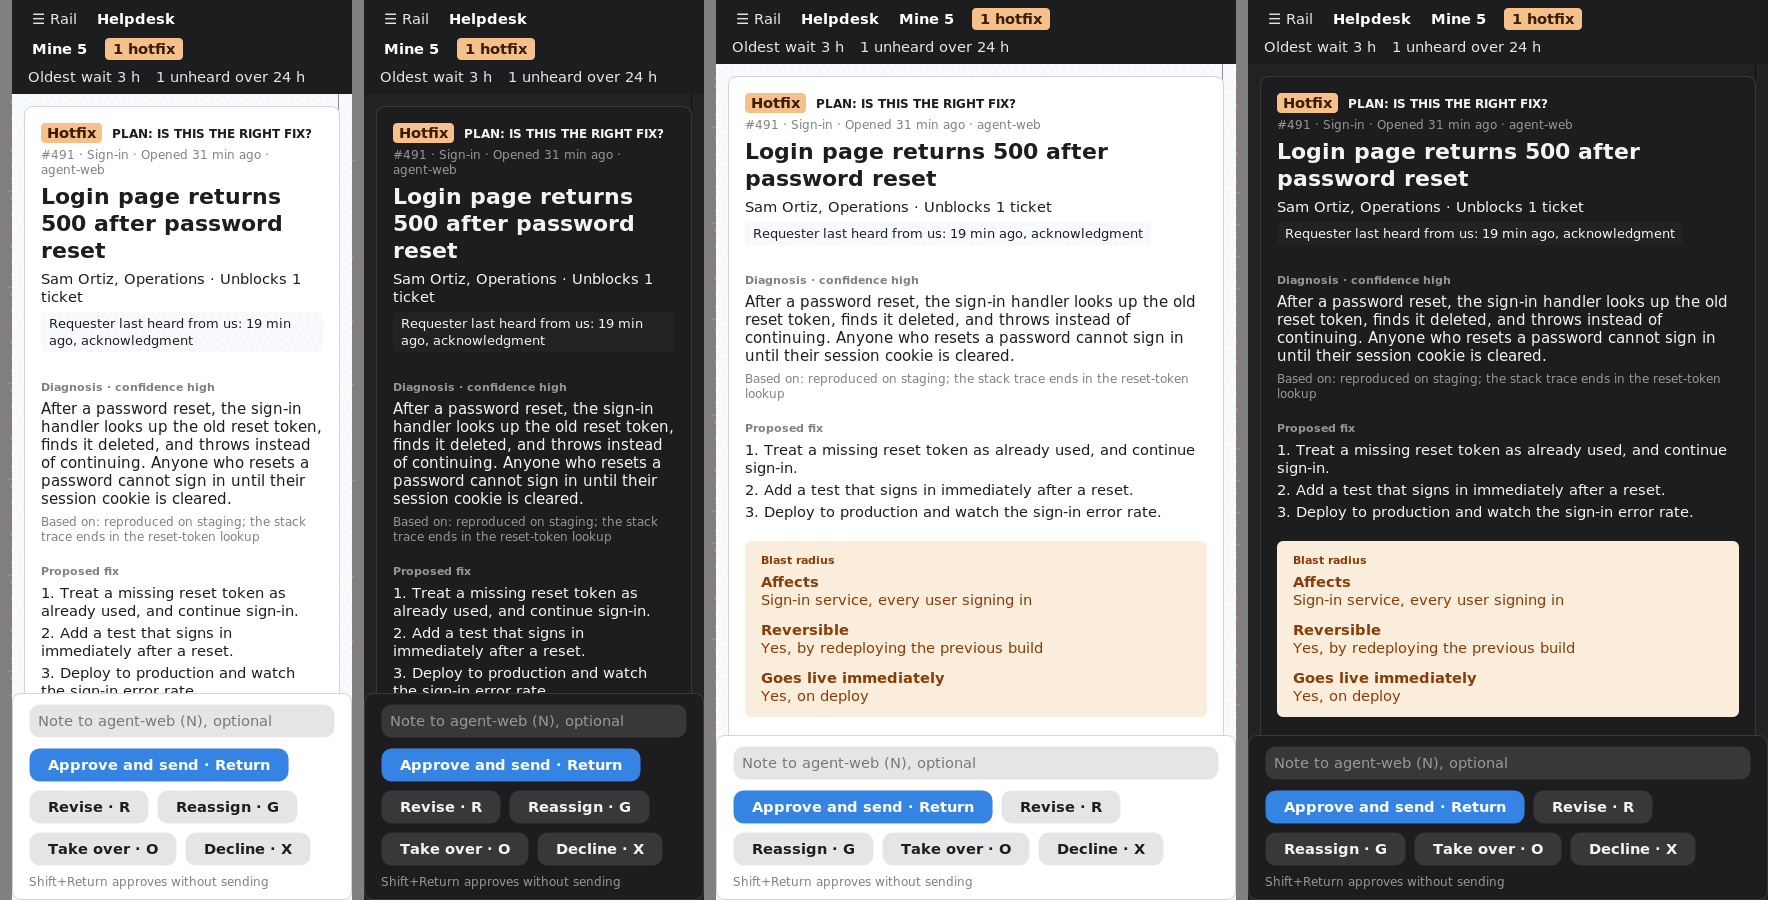 ☰ Rail Helpdesk
Mine 5 1 hotfix
Oldest wait 3 h 1 unheard over 24 h
Hotfix PLAN: IS THIS THE RIGHT FIX?
#491 · Sign-in · Opened 31 min ago ·
agent-web
Login page returns
500 after password
reset
Sam Ortiz, Operations · Unblocks 1
ticket
Requester last heard from us: 19 min
ago, acknowledgment
Diagnosis · confidence high
After a password reset, the sign-in
handler looks up the old reset token,
finds it deleted, and throws instead
of continuing. Anyone who resets a
password cannot sign in until their
session cookie is cleared.
Based on: reproduced on staging; the stack
trace ends in the reset-token lookup
Proposed fix
1. Treat a missing reset token as
already used, and continue sign-in.
2. Add a test that signs in
immediately after a reset.
3. Deploy to production and watch
the sign-in error rate.
Note to agent-web (N), optional
Approve and send · Return
Revise · R Reassign · G
Take over · O Decline · X
Shift+Return approves without sending
☰ Rail Helpdesk
Mine 5 1 hotfix
Oldest wait 3 h 1 unheard over 24 h
Hotfix PLAN: IS THIS THE RIGHT FIX?
#491 · Sign-in · Opened 31 min ago ·
agent-web
Login page returns
500 after password
reset
Sam Ortiz, Operations · Unblocks 1
ticket
Requester last heard from us: 19 min
ago, acknowledgment
Diagnosis · confidence high
After a password reset, the sign-in
handler looks up the old reset token,
finds it deleted, and throws instead
of continuing. Anyone who resets a
password cannot sign in until their
session cookie is cleared.
Based on: reproduced on staging; the stack
trace ends in the reset-token lookup
Proposed fix
1. Treat a missing reset token as
already used, and continue sign-in.
2. Add a test that signs in
immediately after a reset.
3. Deploy to production and watch
the sign-in error rate.
Note to agent-web (N), optional
Approve and send · Return
Revise · R Reassign · G
Take over · O Decline · X
Shift+Return approves without sending
☰ Rail Helpdesk Mine 5 1 hotfix
Oldest wait 3 h 1 unheard over 24 h
Hotfix PLAN: IS THIS THE RIGHT FIX?
#491 · Sign-in · Opened 31 min ago · agent-web
Login page returns 500 after
password reset
Sam Ortiz, Operations · Unblocks 1 ticket
Requester last heard from us: 19 min ago, acknowledgment
Diagnosis · confidence high
After a password reset, the sign-in handler looks up the old
reset token, finds it deleted, and throws instead of
continuing. Anyone who resets a password cannot sign in
until their session cookie is cleared.
Based on: reproduced on staging; the stack trace ends in the reset-token
lookup
Proposed fix
1. Treat a missing reset token as already used, and continue
sign-in.
2. Add a test that signs in immediately after a reset.
3. Deploy to production and watch the sign-in error rate.
Blast radius
Affects
Sign-in service, every user signing in
Reversible
Yes, by redeploying the previous build
Goes live immediately
Yes, on deploy
Note to agent-web (N), optional
Approve and send · Return Revise · R
Reassign · G Take over · O Decline · X
Shift+Return approves without sending
☰ Rail Helpdesk Mine 5 1 hotfix
Oldest wait 3 h 1 unheard over 24 h
Hotfix PLAN: IS THIS THE RIGHT FIX?
#491 · Sign-in · Opened 31 min ago · agent-web
Login page returns 500 after
password reset
Sam Ortiz, Operations · Unblocks 1 ticket
Requester last heard from us: 19 min ago, acknowledgment
Diagnosis · confidence high
After a password reset, the sign-in handler looks up the old
reset token, finds it deleted, and throws instead of
continuing. Anyone who resets a password cannot sign in
until their session cookie is cleared.
Based on: reproduced on staging; the stack trace ends in the reset-token
lookup
Proposed fix
1. Treat a missing reset token as already used, and continue
sign-in.
2. Add a test that signs in immediately after a reset.
3. Deploy to production and watch the sign-in error rate.
Blast radius
Affects
Sign-in service, every user signing in
Reversible
Yes, by redeploying the previous build
Goes live immediately
Yes, on deploy
Note to agent-web (N), optional
Approve and send · Return Revise · R
Reassign · G Take over · O Decline · X
Shift+Return approves without sending